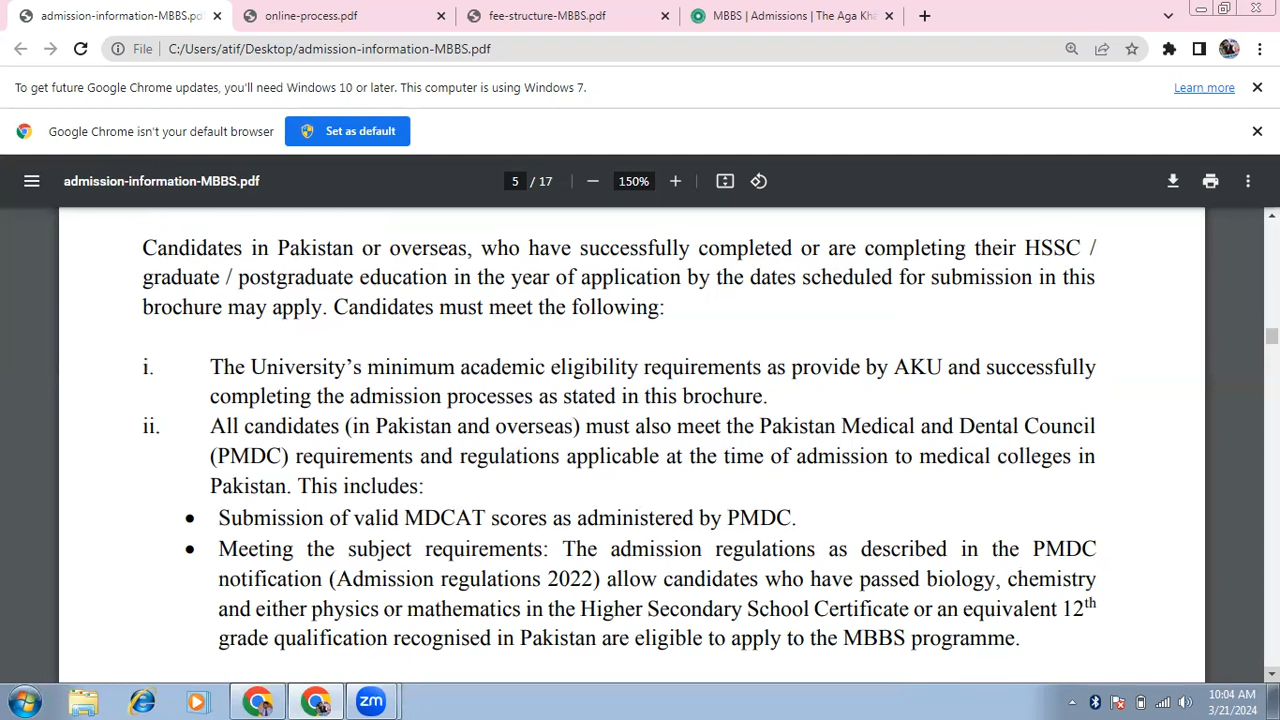 admission-information-MBBS.pd
online-process.pdf
fee-structure-MBBS.pdf
MBBS | Admissions | The Aga Kh
File | C:/Users/atif/Desktop/admission-information-MBBS.pdf
To get future Google Chrome updates, you'll need Windows 10 or later. This computer is using Windows 7.
Learn more
Google Chrome isn't your default browser
Set as default
admission-information-MBBS.pdf
5 / 17
150%
Candidates in Pakistan or overseas, who have successfully completed or are completing their HSSC /
graduate / postgraduate education in the year of application by the dates scheduled for submission in this
brochure may apply. Candidates must meet the following:
i. The University’s minimum academic eligibility requirements as provide by AKU and successfully
completing the admission processes as stated in this brochure.
ii. All candidates (in Pakistan and overseas) must also meet the Pakistan Medical and Dental Council
(PMDC) requirements and regulations applicable at the time of admission to medical colleges in
Pakistan. This includes:
• Submission of valid MDCAT scores as administered by PMDC.
• Meeting the subject requirements: The admission regulations as described in the PMDC
notification (Admission regulations 2022) allow candidates who have passed biology, chemistry
and either physics or mathematics in the Higher Secondary School Certificate or an equivalent 12th
grade qualification recognised in Pakistan are eligible to apply to the MBBS programme.
zm
10:04 AM
3/21/2024